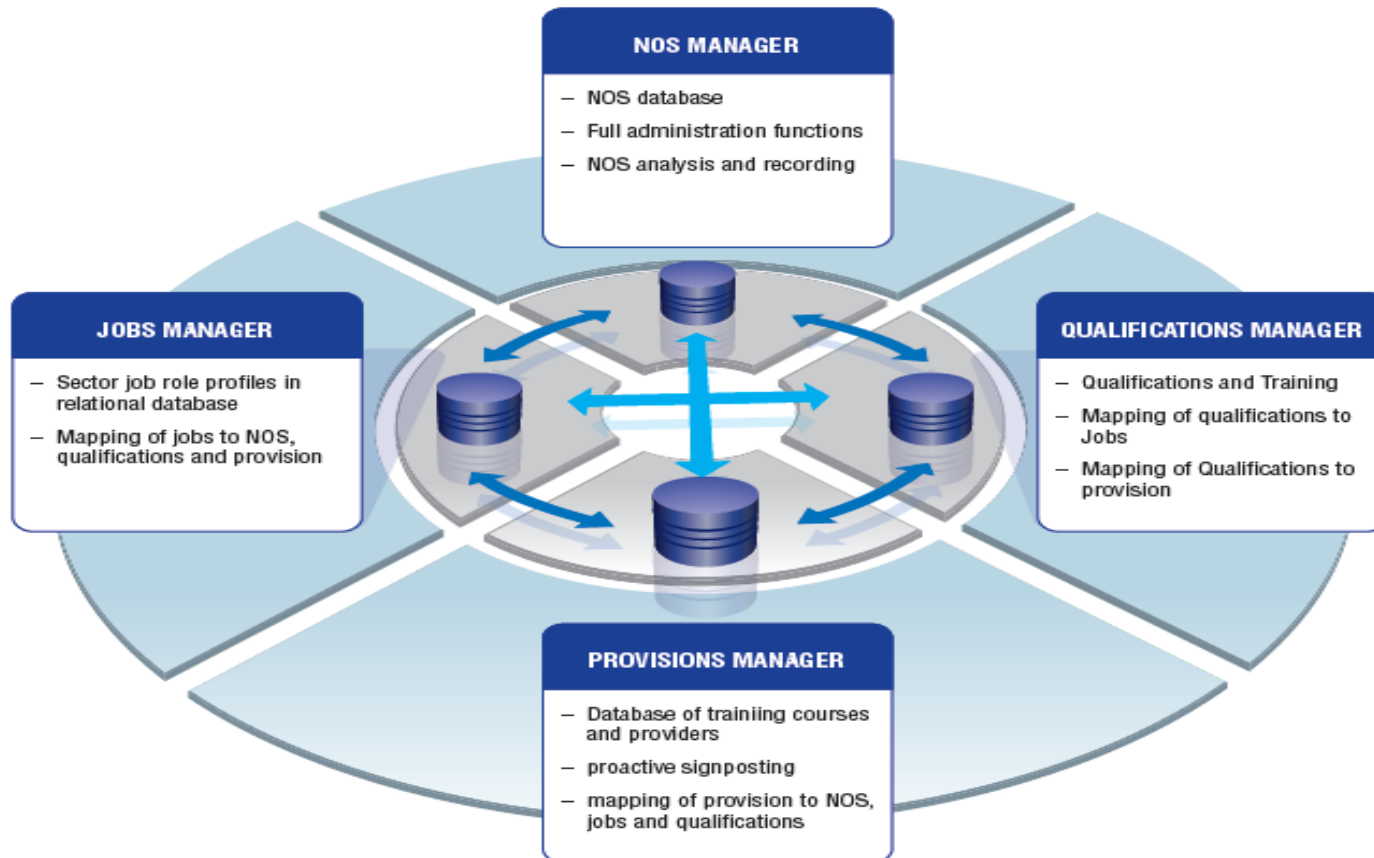 NOS MANAGER
– NOS database
– Full administration functions
– NOS analysis and recording
JOBS MANAGER
– Sector job role profiles in
relational database
– Mapping of jobs to NOS,
qualifications and provision
QUALIFICATIONS MANAGER
– Qualifications and Training
– Mapping of qualifications to
Jobs
– Mapping of Qualifications to
provision
PROVISIONS MANAGER
– Database of trainiing courses
and providers
– proactive signposting
– mapping of provision to NOS,
jobs and qualifications